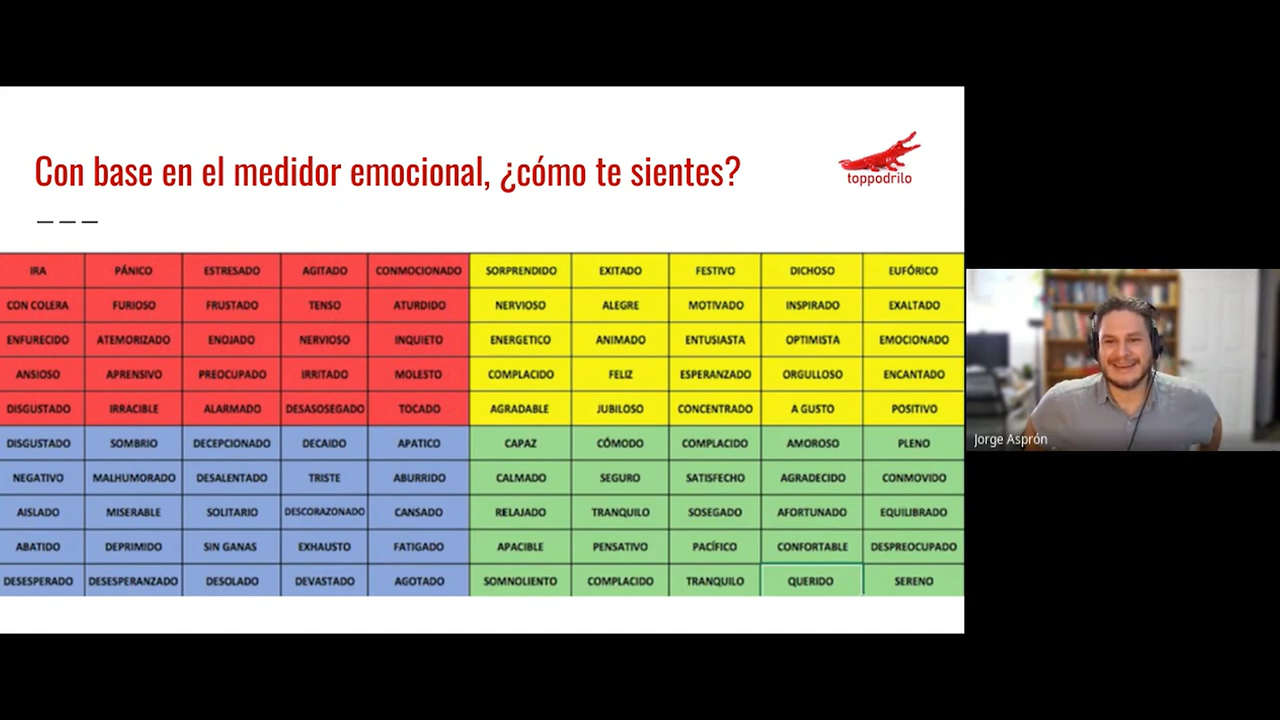 Con base en el medidor emocional, ¿cómo te sientes?
toppodrilo
IRA PÁNICO ESTRESADO AGITADO CONMOCIONADO SORPRENDIDO EXITADO FESTIVO DICHOSO EUFÓRICO
CON COLERA FURIOSO FRUSTADO TENSO ATURDIDO NERVIOSO ALEGRE MOTIVADO INSPIRADO EXALTADO
ENFURECIDO ATEMORIZADO ENOJADO NERVIOSO INQUIETO ENERGETICO ANIMADO ENTUSIASTA OPTIMISTA EMOCIONADO
ANSIOSO APRENSIVO PREOCUPADO IRRITADO MOLESTO COMPLACIDO FELIZ ESPERANZADO ORGULLOSO ENCANTADO
DISGUSTADO IRRACIBLE ALARMADO DESASOSEGADO TOCADO AGRADABLE JUBILOSO CONCENTRADO A GUSTO POSITIVO
DISGUSTADO SOMBRIO DECEPCIONADO DECAIDO APATICO CAPAZ CÓMODO COMPLACIDO AMOROSO PLENO
NEGATIVO MALHUMORADO DESALENTADO TRISTE ABURRIDO CALMADO SEGURO SATISFECHO AGRADECIDO CONMOVIDO
AISLADO MISERABLE SOLITARIO DESCORAZONADO CANSADO RELAJADO TRANQUILO SOSEGADO AFORTUNADO EQUILIBRADO
ABATIDO DEPRIMIDO SIN GANAS EXHAUSTO FATIGADO APACIBLE PENSATIVO PACÍFICO CONFORTABLE DESPREOCUPADO
DESESPERADO DESESPERANZADO DESOLADO DEVASTADO AGOTADO SOMNOLIENTO COMPLACIDO TRANQUILO QUERIDO SERENO
Jorge Asprón